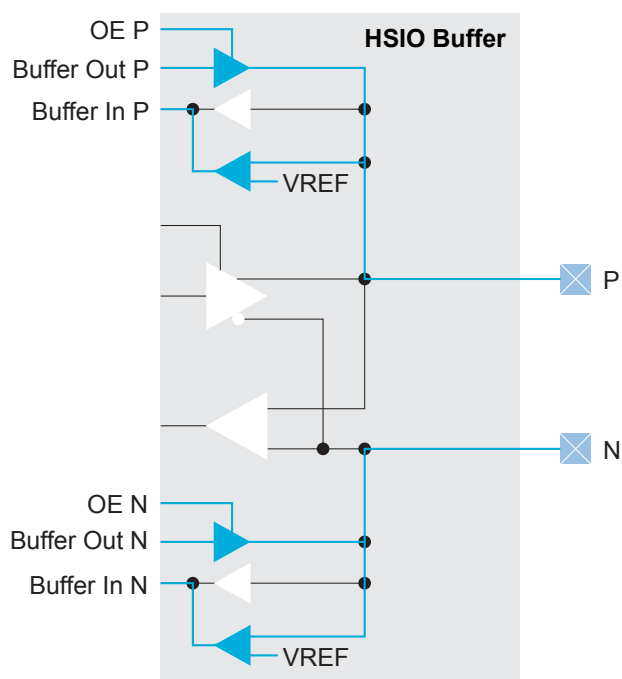 OE P
HSIO Buffer
Buffer Out P
Buffer In P
VREF
P
N
OE N
Buffer Out N
Buffer In N
VREF